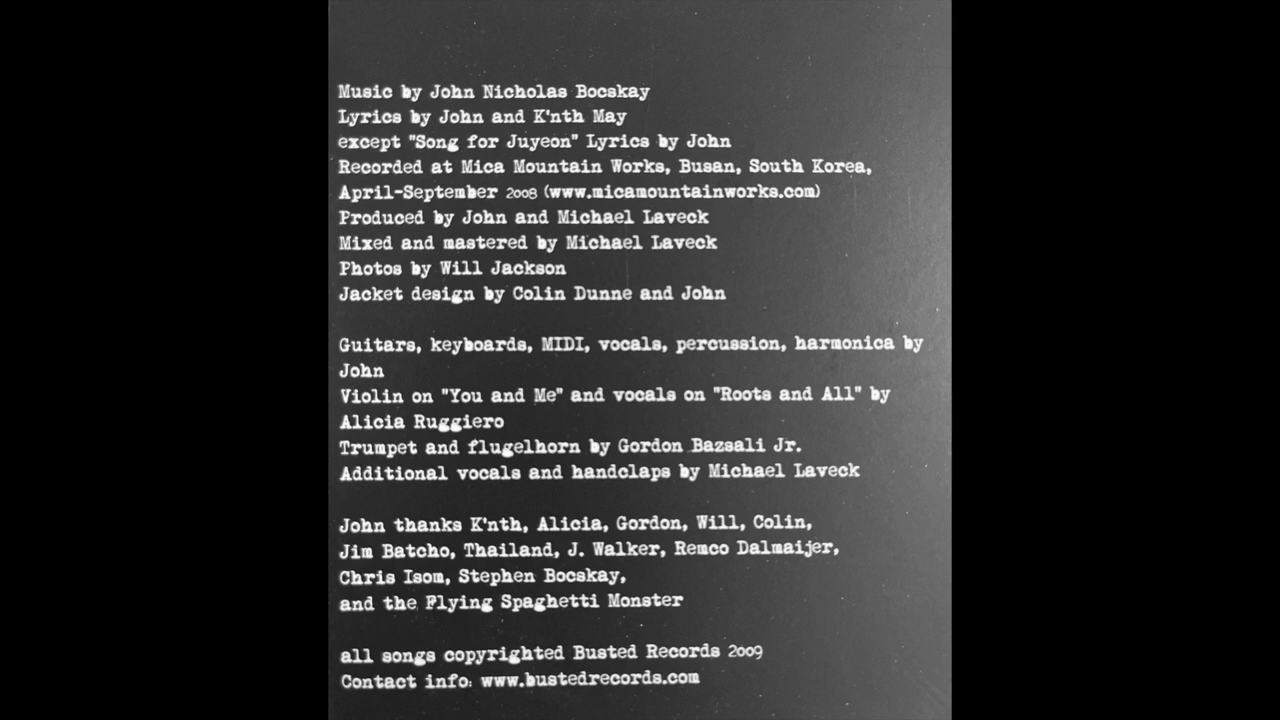 Music by John Nicholas Bocskay
Lyrics by John and K'nth May
except "Song for Juyeon" Lyrics by John
Recorded at Mica Mountain Works, Busan, South Korea,
April-September 2008 (www.micamountainworks.com)
Produced by John and Michael Laveck
Mixed and mastered by Michael Laveck
Photos by Will Jackson
Jacket design by Colin Dunne and John
Guitars, keyboards, MIDI, vocals, percussion, harmonica by
John
Violin on "You and Me" and vocals on "Roots and All" by
Alicia Ruggiero
Trumpet and flugelhorn by Gordon Bazsali Jr.
Additional vocals and handclaps by Michael Laveck
John thanks K'nth, Alicia, Gordon, Will, Colin,
Jim Batcho, Thailand, J. Walker, Remco Dalmaijer,
Chris Isom, Stephen Bocskay,
and the Flying Spaghetti Monster
all songs copyrighted Busted Records 2009
Contact info: www.bustedrecords.com